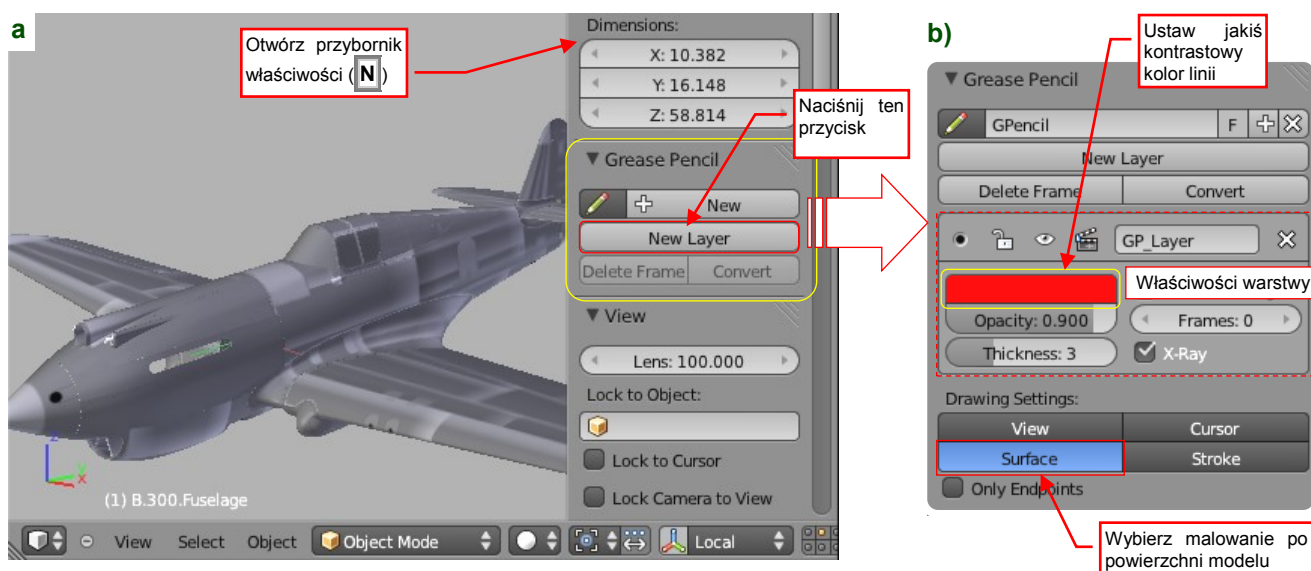 a
Otwórz przybornik
właściwości ( N )
Dimensions:
X: 10.382
Y: 16.148
Z: 58.814
Naciśnij ten
przycisk
Grease Pencil
New
New Layer
Delete Frame
Convert
View
Lens: 100.000
Lock to Object:
Lock to Cursor
Lock Camera to View
z
y
x
(1) B.300.Fuselage
View
Select
Object
Object Mode
Local
b)
Ustaw jakiś
kontrastowy
kolor linii
Grease Pencil
GPencil
F
New Layer
Delete Frame
Convert
GP_Layer
Właściwości warstwy
Opacity: 0.900
Frames: 0
Thickness: 3
X-Ray
Drawing Settings:
View
Cursor
Surface
Stroke
Only Endpoints
Wybierz malowanie po
powierzchni modelu